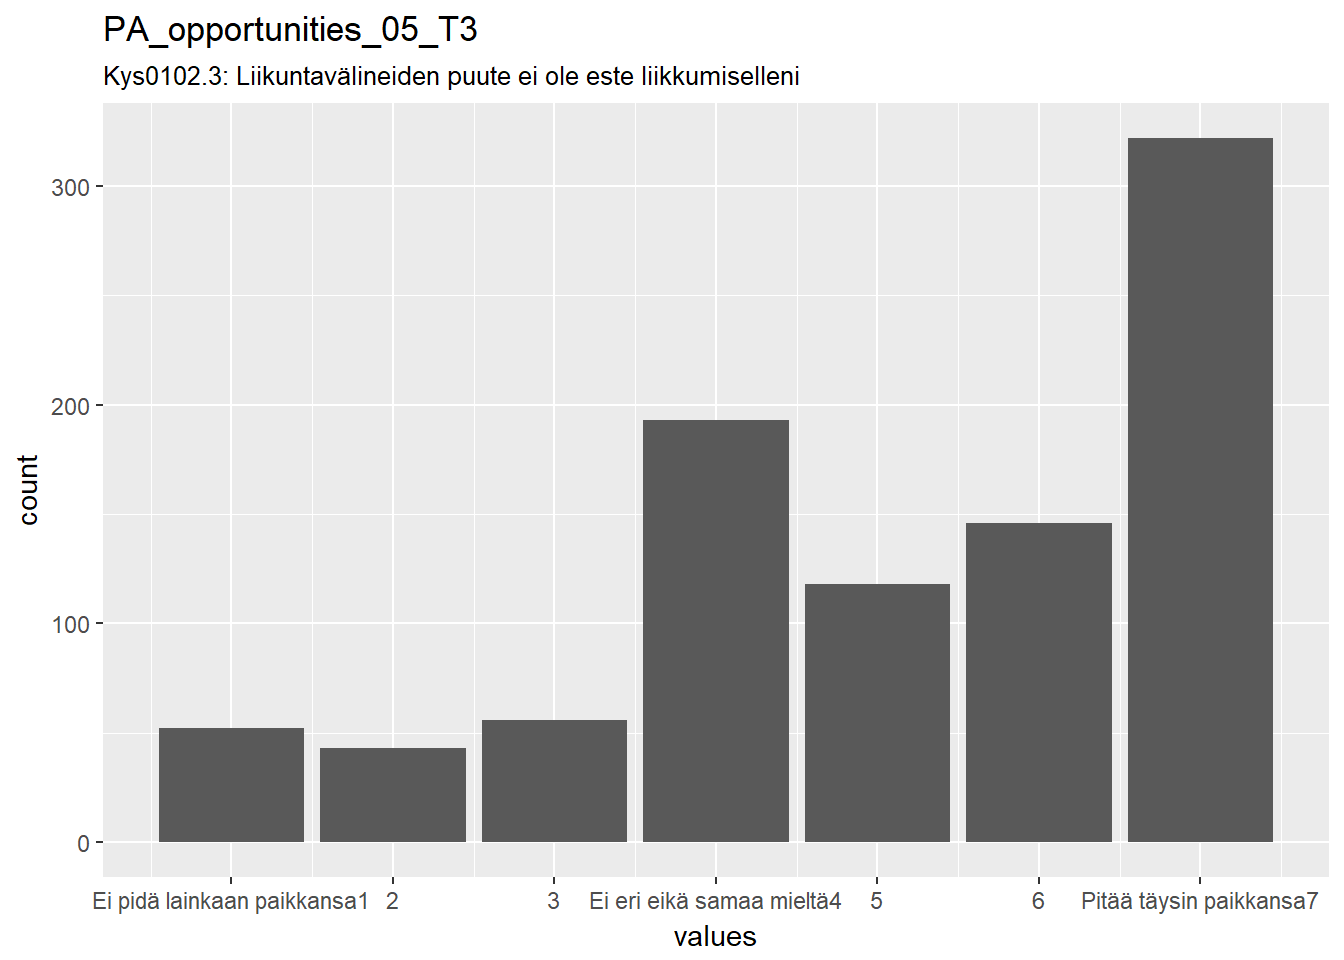 PA_opportunities_05_T3
Kys0102.3: Liikuntavälineiden puute ei ole este liikkumiselleni
count
300
200
100
0
Ei pidä lainkaan paikkansa1 2 3 Ei eri eikä samaa mieltä4 5 6 Pitää täysin paikkansa7
values